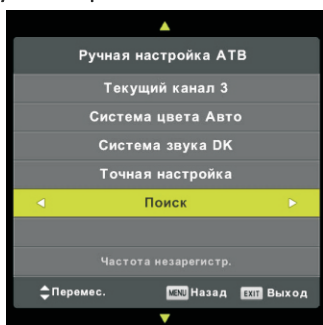 Ручная настройка АТВ
Текущий канал 3
Система цвета Авто
Система звука DK
Точная настройка
Поиск
Частота незарегистр.
Перемес. MENU Назад EXIT Выход